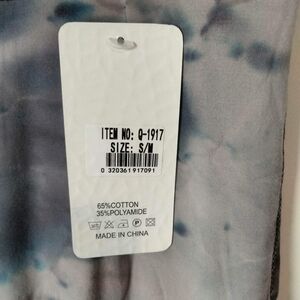 ITEM NO: Q-1917
SIZE: S/M
0 320361 917091
65%COTTON
35%POLYAMIDE
MADE IN CHINA